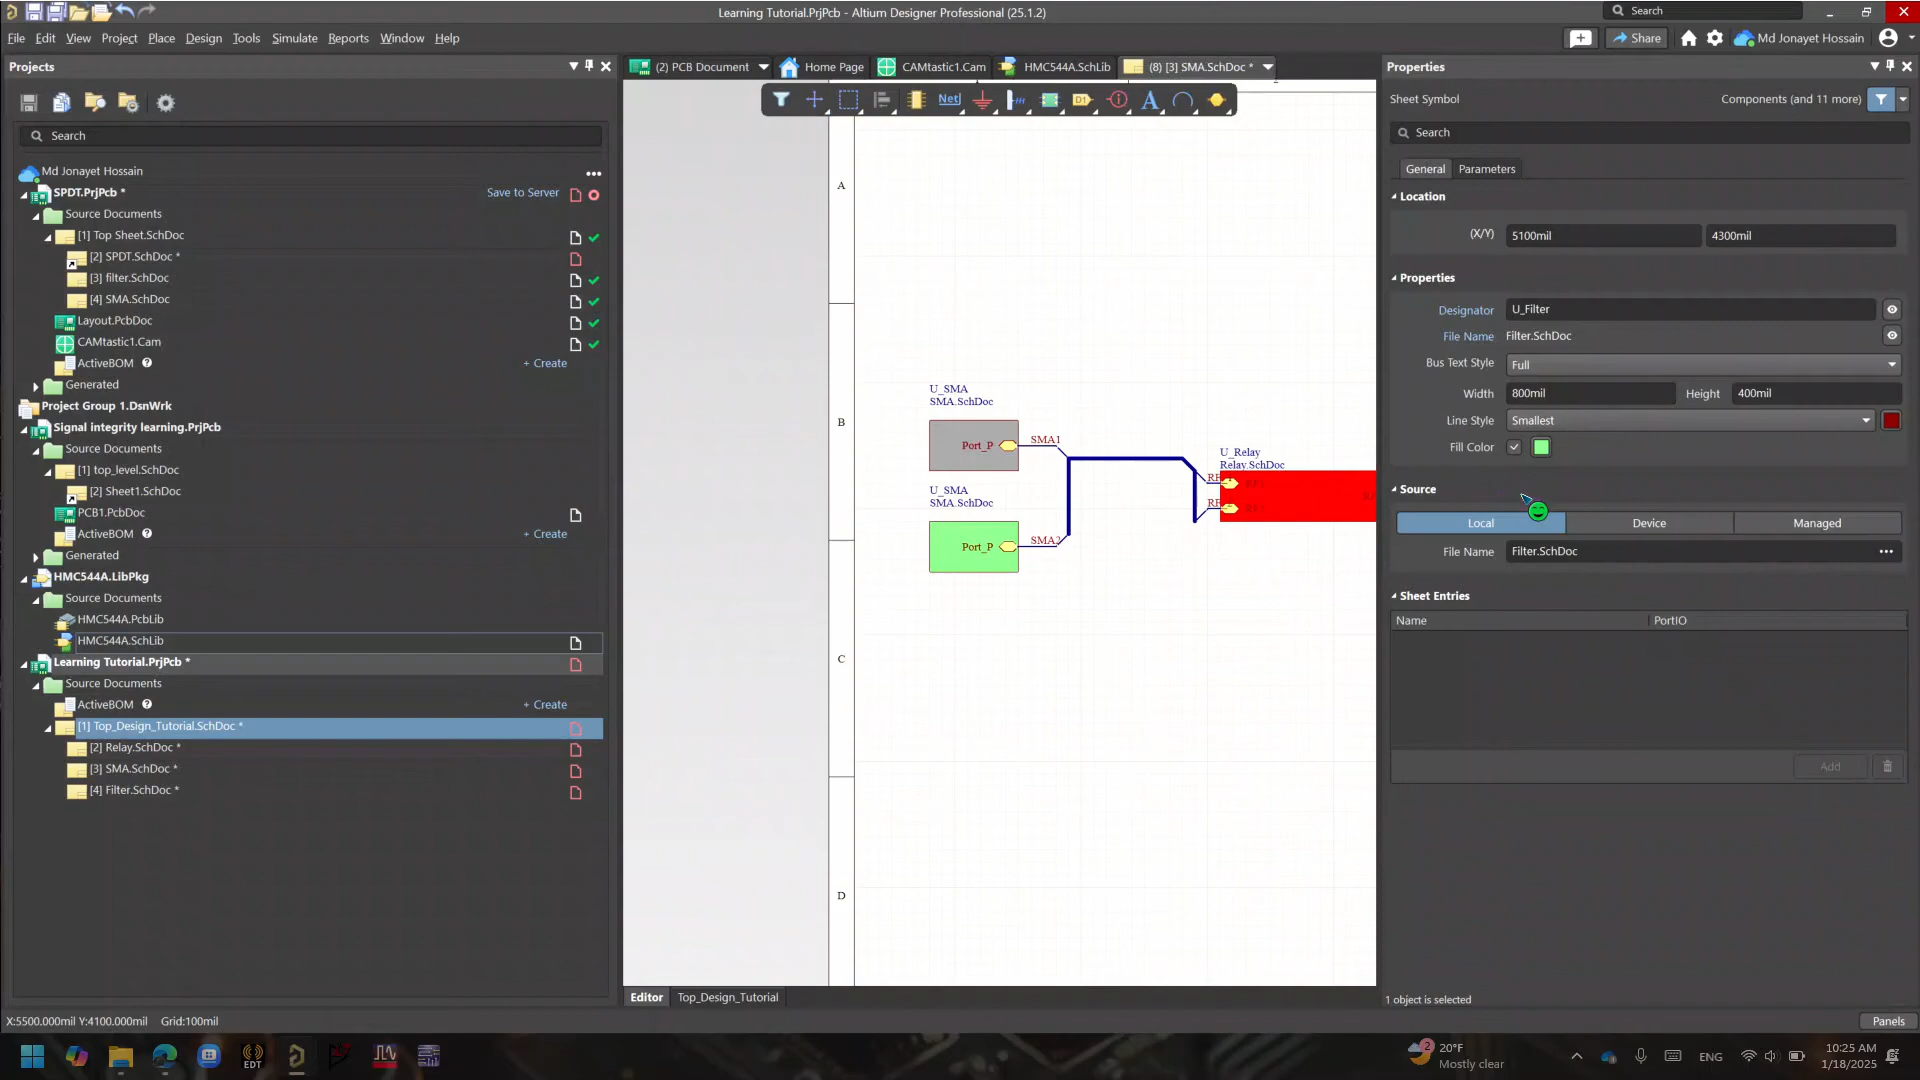 Learning Tutorial.PrjPcb - Altium Designer Professional (25.1.2)
Search
File Edit View Project Place Design Tools Simulate Reports Window Help
Share
Md Jonayet Hossain
Projects
(2) PCB Document
Home Page
CAMtastic1.Cam
HMC544A.SchLib
(8) [3] SMA.SchDoc *
Properties
Sheet Symbol
Components (and 11 more)
Search
Search
General
Parameters
Md Jonayet Hossain
SPDT.PrjPcb *
Save to Server
Source Documents
[1] Top Sheet.SchDoc
[2] SPDT.SchDoc *
[3] filter.SchDoc
[4] SMA.SchDoc
Layout.PcbDoc
CAMtastic1.Cam
ActiveBOM
+ Create
Generated
Project Group 1.DsnWrk
Signal integrity learning.PrjPcb
Source Documents
[1] top_level.SchDoc
[2] Sheet1.SchDoc
PCB1.PcbDoc
ActiveBOM
+ Create
Generated
HMC544A.LibPkg
Source Documents
HMC544A.PcbLib
HMC544A.SchLib
Learning Tutorial.PrjPcb *
Source Documents
ActiveBOM
+ Create
[1] Top_Design_Tutorial.SchDoc *
[2] Relay.SchDoc *
[3] SMA.SchDoc *
[4] Filter.SchDoc *
Net
D1
A
A
B
C
D
U_SMA
SMA.SchDoc
Port_P
SMA1
U_SMA
SMA.SchDoc
Port_P
SMA2
U_Relay
Relay.SchDoc
Location
(X/Y)
5100mil
4300mil
Properties
Designator
U_Filter
File Name
Filter.SchDoc
Bus Text Style
Full
Width
800mil
Height
400mil
Line Style
Smallest
Fill Color
Source
Local
Device
Managed
File Name
Filter.SchDoc
Sheet Entries
Name
PortIO
Add
1 object is selected
Editor
Top_Design_Tutorial
X:5500.000mil Y:4100.000mil
Grid:100mil
Panels
EDT
2
20°F
Mostly clear
ENG
10:25 AM
1/18/2025